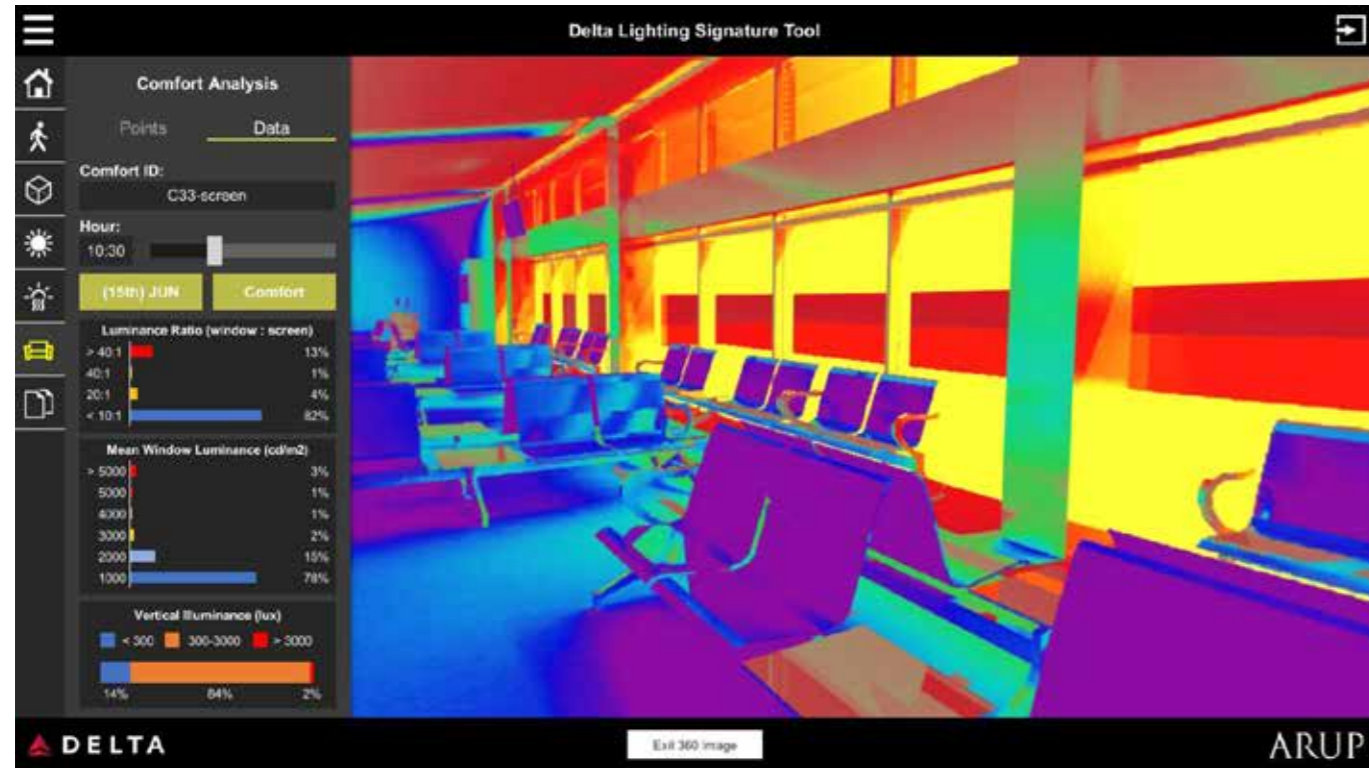 Delta Lighting Signature Tool
Comfort Analysis
Points Data
Comfort ID:
C33-screen
Hour:
10:30
(15th) JUN Comfort
Luminance Ratio (window : screen)
> 40:1 13%
40:1 1%
20:1 4%
< 10:1 82%
Mean Window Luminance (cd/m2)
> 5000 3%
5000 1%
4000 1%
3000 2%
2000 15%
1000 78%
Vertical Illuminance (lux)
< 300 300-3000 > 3000
14% 84% 2%
DELTA Exit 360 image ARUP